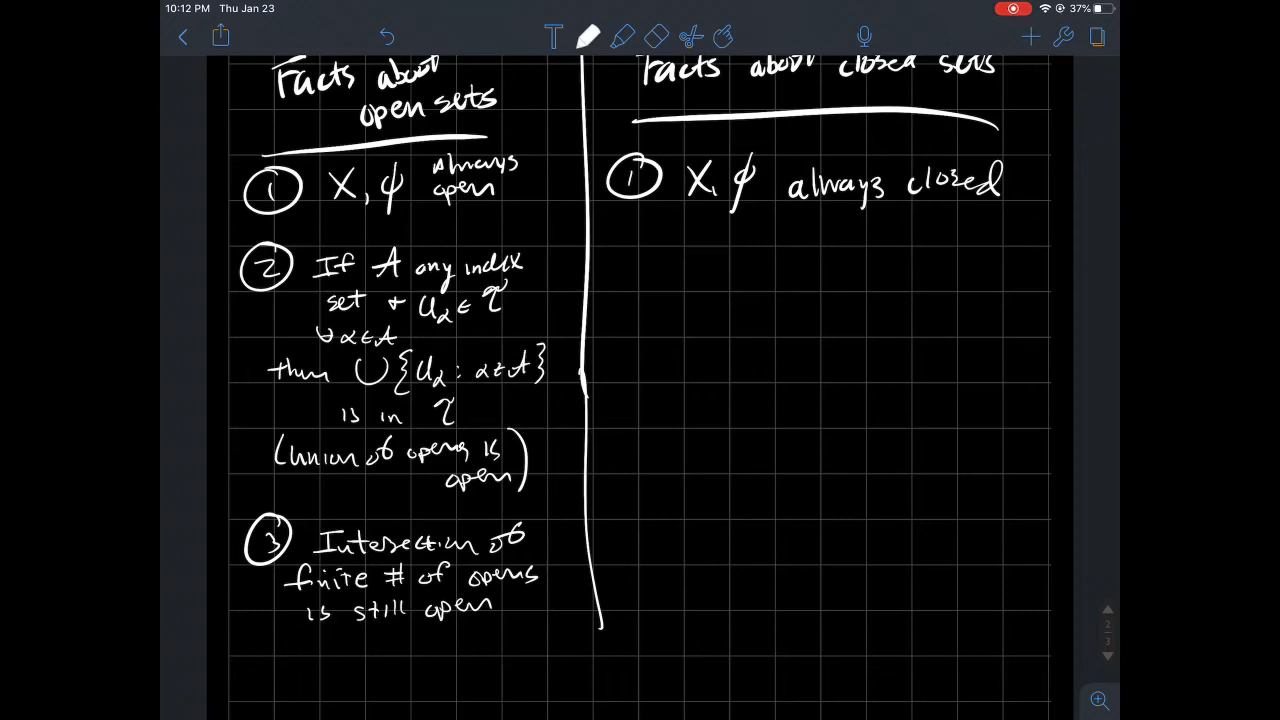 10:12 PM Thu Jan 23
37%
Facts about
open sets
① X, ϕ Always
open
② If A any index
set + U_α ∈ τ
∀ α ∈ A
then ∪ {U_α : α ∈ A}
is in τ
(Union of opens is
open)
③ Intersection of
finite # of opens
is still open
Facts about closed sets
① X, ϕ always closed
2
3